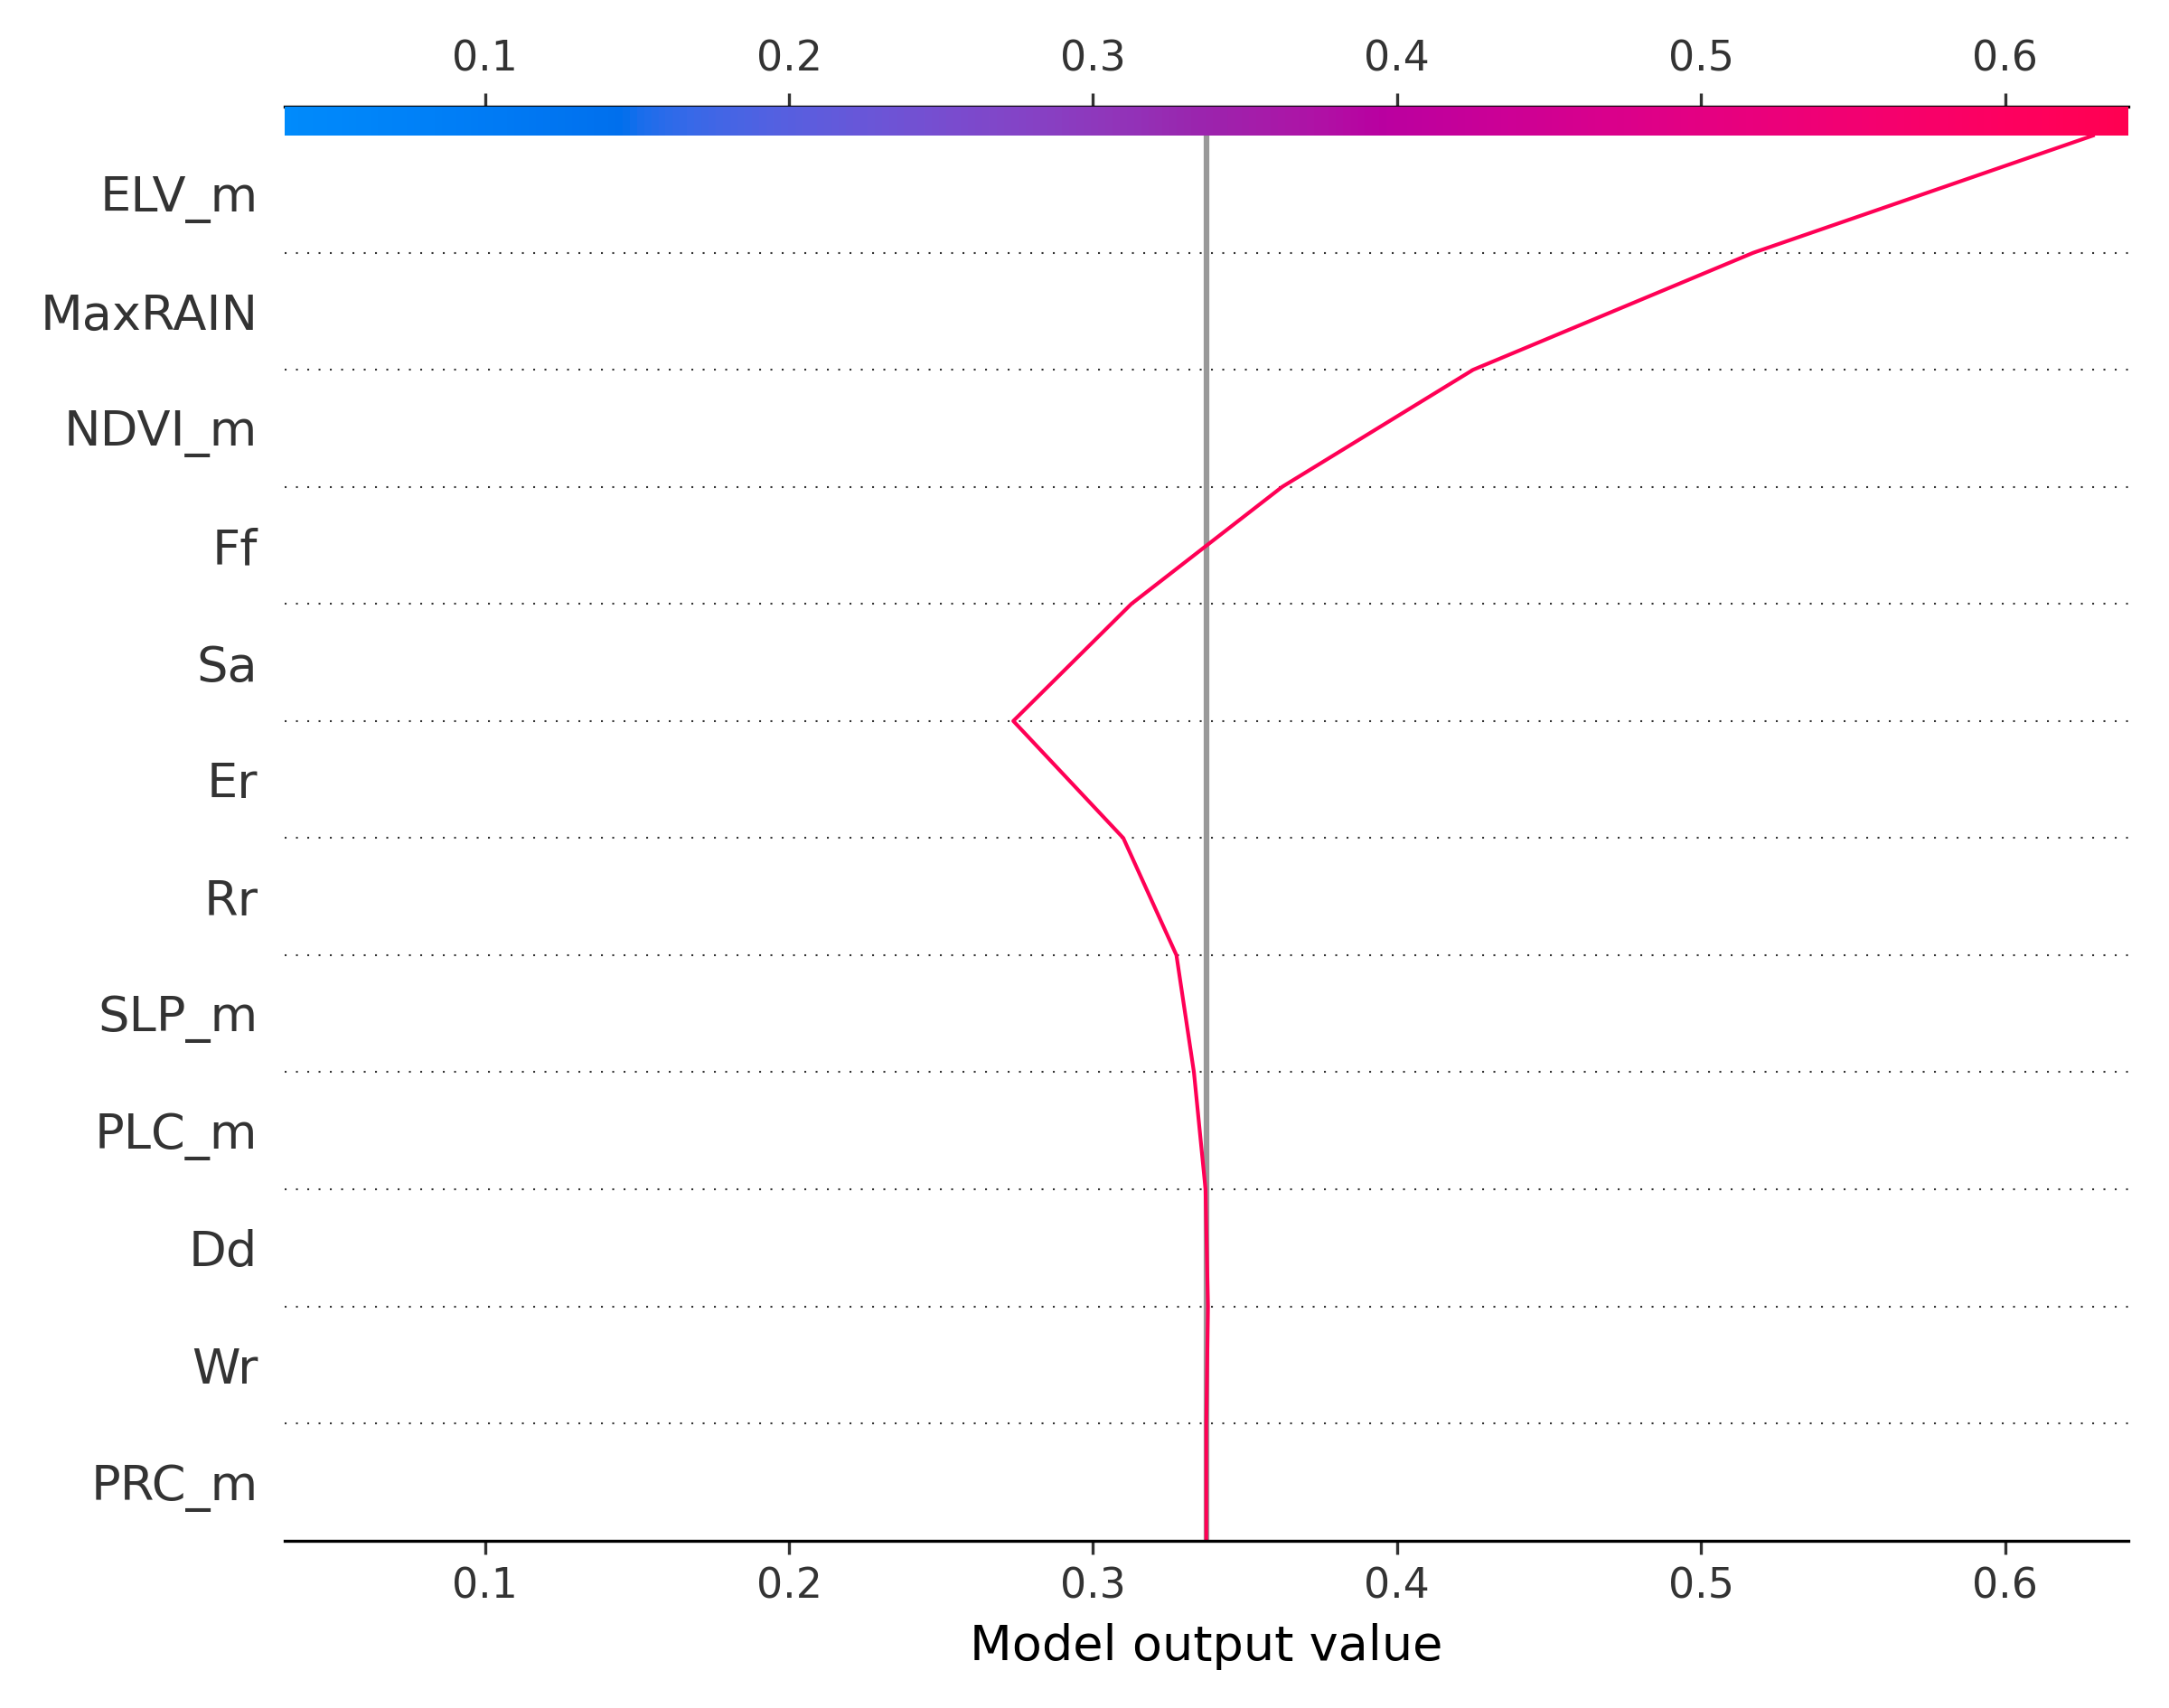 0.1 0.2 0.3 0.4 0.5 0.6
ELV_m
MaxRAIN
NDVI_m
Ff
Sa
Er
Rr
SLP_m
PLC_m
Dd
Wr
PRC_m
0.1 0.2 0.3 0.4 0.5 0.6
Model output value